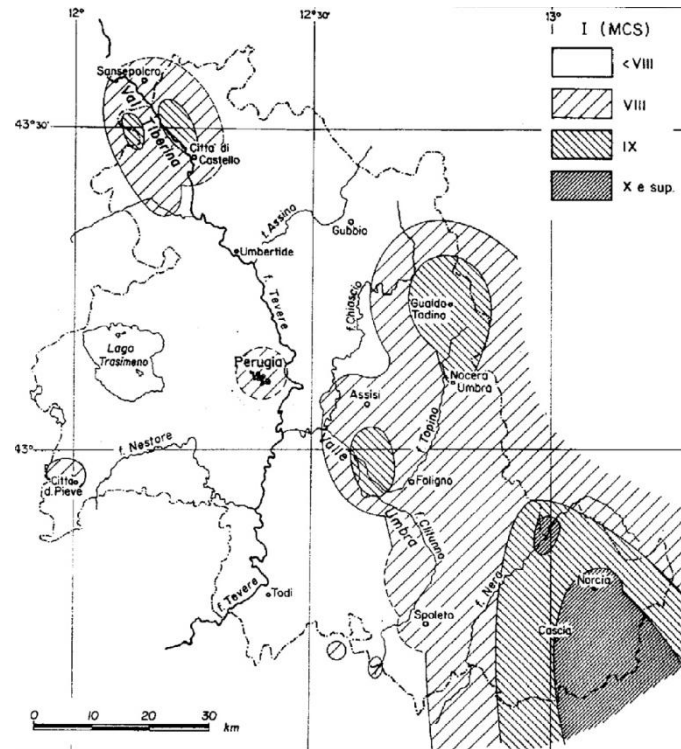 12°
12°30'
13°
I (MCS)
< VIII
VIII
IX
X e sup.
Sansepolcro
Val Tiberina
43°30'
Citta' di
Castello
f. Assino
Gubbio
Umbertide
f. Tevere
f. Chiascio
Gualdo
Tadino
Lago
Trasimeno
Perugia
Nocera
Umbra
Assisi
f. Topino
43°
f. Nestore
Valle
Umbra
Citta
d. Pieve
Foligno
f. Clitunno
f. Nera
Norcia
f. Tevere
Todi
Spoleto
Cascia
0 10 20 30
km